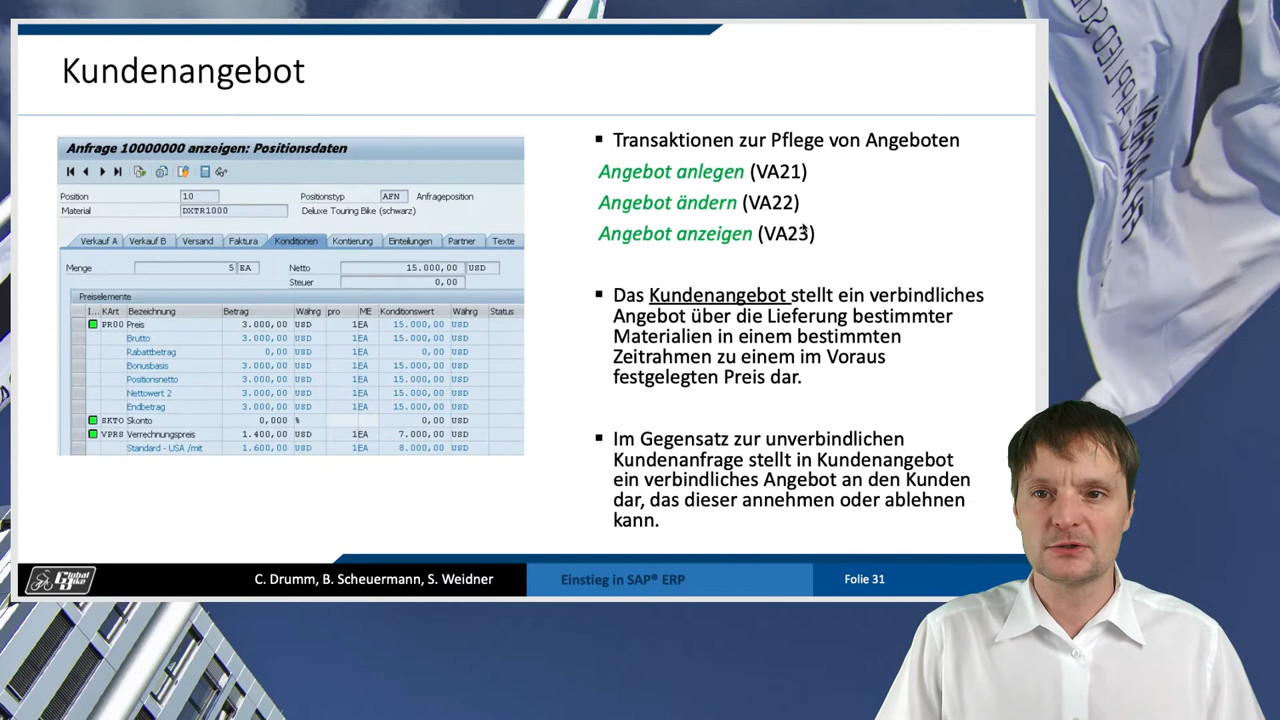 Kundenangebot
Anfrage 10000000 anzeigen: Positionsdaten
Position 10 Positionstyp AFN Anfrageposition
Material DXTR1000 Deluxe Touring Bike (schwarz)
Verkauf A Verkauf B Versand Faktura Konditionen Kontierung Einteilungen Partner Texte
Menge 5 EA Netto 15.000,00 USD
Steuer 0,00
Preiselemente
I... KArt Bezeichnung Betrag Währg pro ME Konditionswert Währg Status
PR00 Preis 3.000,00 USD 1 EA 15.000,00 USD
Brutto 3.000,00 USD 1 EA 15.000,00 USD
Rabattbetrag 0,00 USD 1 EA 0,00 USD
Bonusbasis 3.000,00 USD 1 EA 15.000,00 USD
Positionsnetto 3.000,00 USD 1 EA 15.000,00 USD
Nettowert 2 3.000,00 USD 1 EA 15.000,00 USD
Endbetrag 3.000,00 USD 1 EA 15.000,00 USD
SKTO Skonto 0,000 % 0,00 USD
VPRS Verrechnungspreis 1.400,00 USD 1 EA 7.000,00 USD
Standard - USA /mit 1.600,00 USD 1 EA 8.000,00 USD
▪ Transaktionen zur Pflege von Angeboten
Angebot anlegen (VA21)
Angebot ändern (VA22)
Angebot anzeigen (VA23)
▪ Das Kundenangebot stellt ein verbindliches
Angebot über die Lieferung bestimmter
Materialien in einem bestimmten
Zeitrahmen zu einem im Voraus
festgelegten Preis dar.
▪ Im Gegensatz zur unverbindlichen
Kundenanfrage stellt in Kundenangebot
ein verbindliches Angebot an den Kunden
dar, das dieser annehmen oder ablehnen
kann.
Global Bike
C. Drumm, B. Scheuermann, S. Weidner
Einstieg in SAP® ERP
Folie 31
FH AACHEN